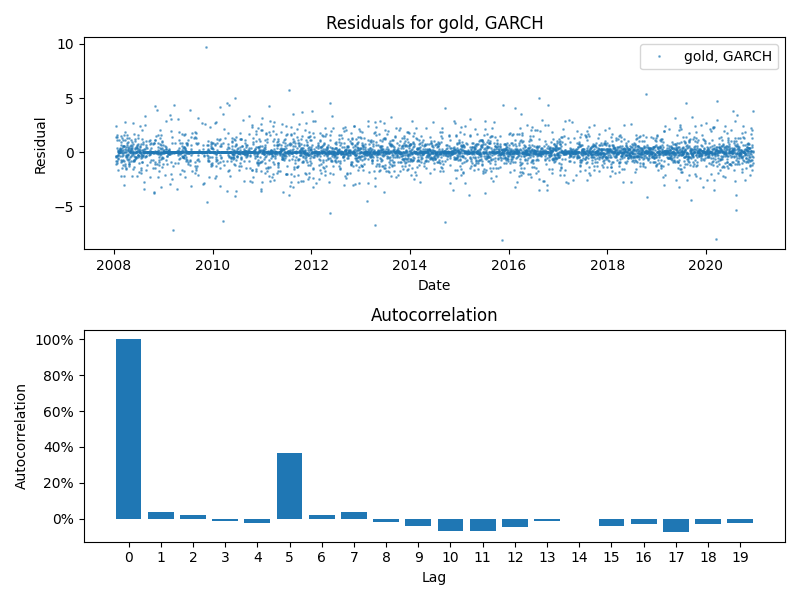 Residuals for gold, GARCH
gold, GARCH
10
5
0
−5
Residual
2008 2010 2012 2014 2016 2018 2020
Date
Autocorrelation
100%
80%
60%
40%
20%
0%
Autocorrelation
0 1 2 3 4 5 6 7 8 9 10 11 12 13 14 15 16 17 18 19
Lag